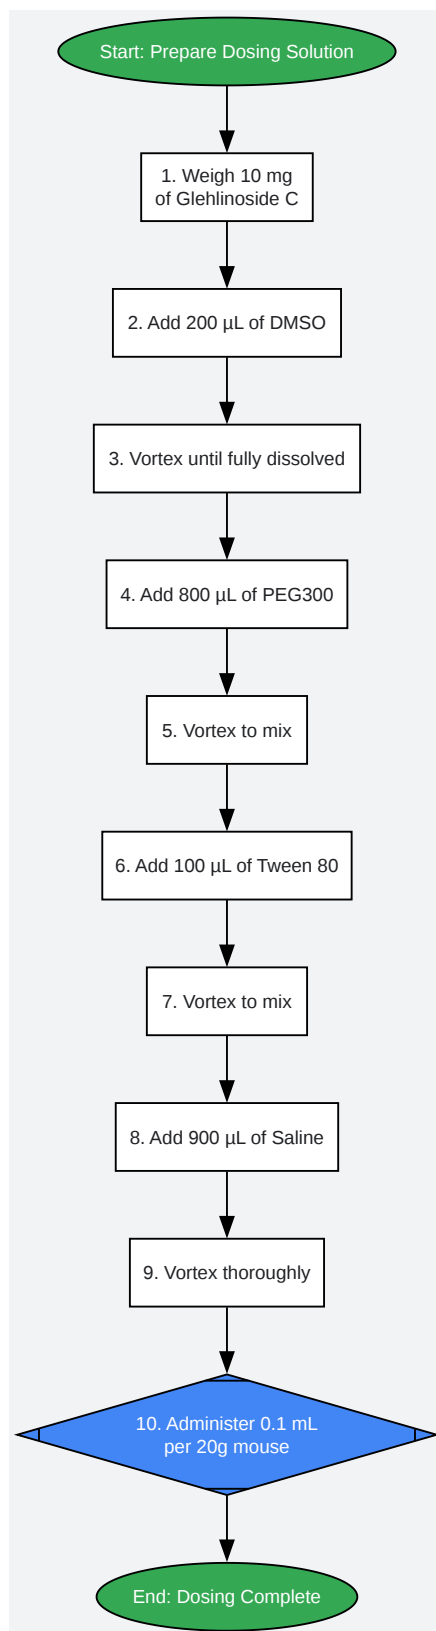 Start: Prepare Dosing Solution
1. Weigh 10 mg
of Glehlinoside C
2. Add 200 µL of DMSO
3. Vortex until fully dissolved
4. Add 800 µL of PEG300
5. Vortex to mix
6. Add 100 µL of Tween 80
7. Vortex to mix
8. Add 900 µL of Saline
9. Vortex thoroughly
10. Administer 0.1 mL
per 20g mouse
End: Dosing Complete